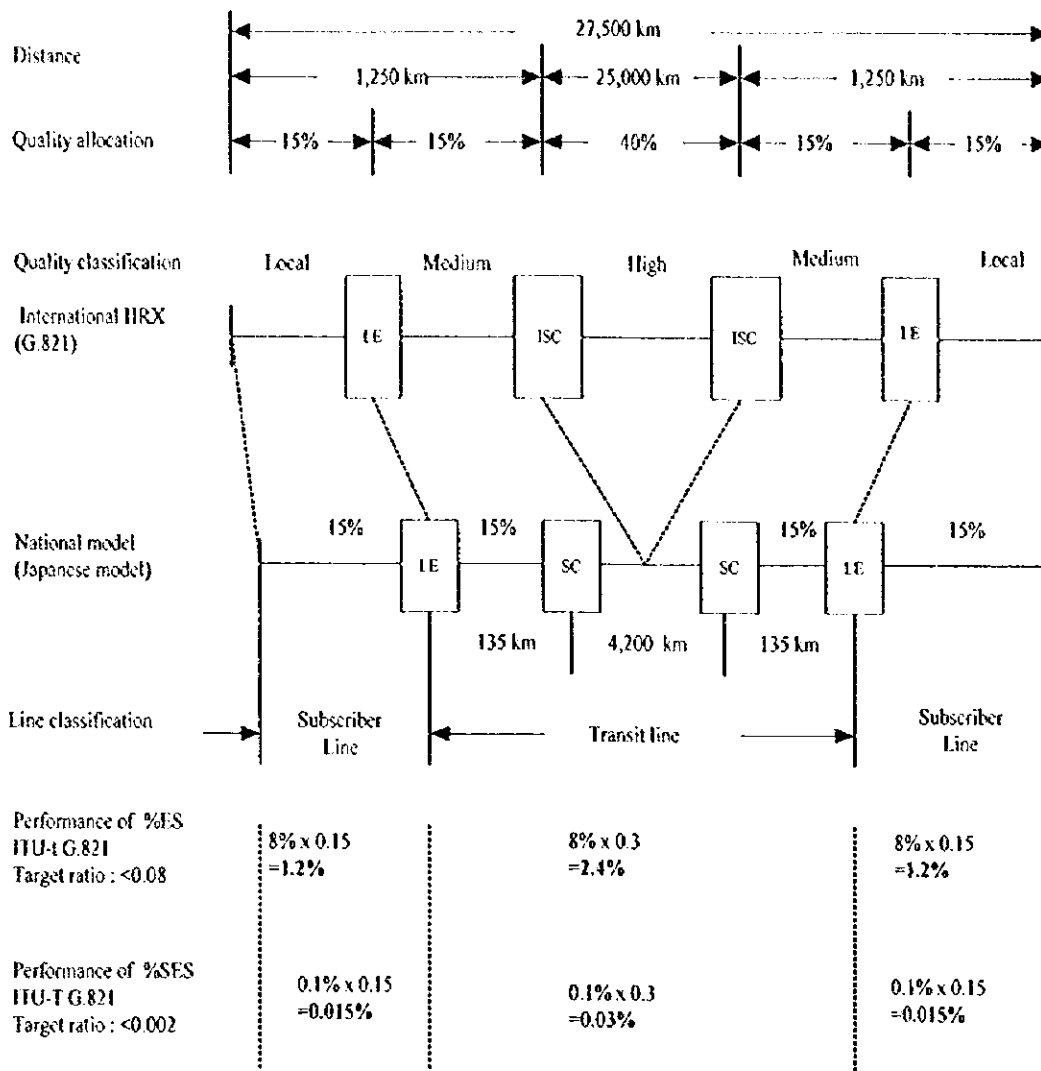 27,500 km
Distance
1,250 km 25,000 km 1,250 km
Quality allocation 15% 15% 40% 15% 15%
Quality classification Local Medium High Medium Local
International HRX
(G.821)
LE ISC ISC LE
15% 15% 15% 15%
National model
(Japanese model)
LE SC SC LE
135 km 4,200 km 135 km
Line classification Subscriber Line Transit line Subscriber Line
Performance of %ES
ITU-t G.821
Target ratio : <0.08
8% x 0.15
=1.2%
8% x 0.3
=2.4%
8% x 0.15
=1.2%
Performance of %SES
ITU-T G.821
Target ratio : <0.002
0.1% x 0.15
=0.015%
0.1% x 0.3
=0.03%
0.1% x 0.15
=0.015%